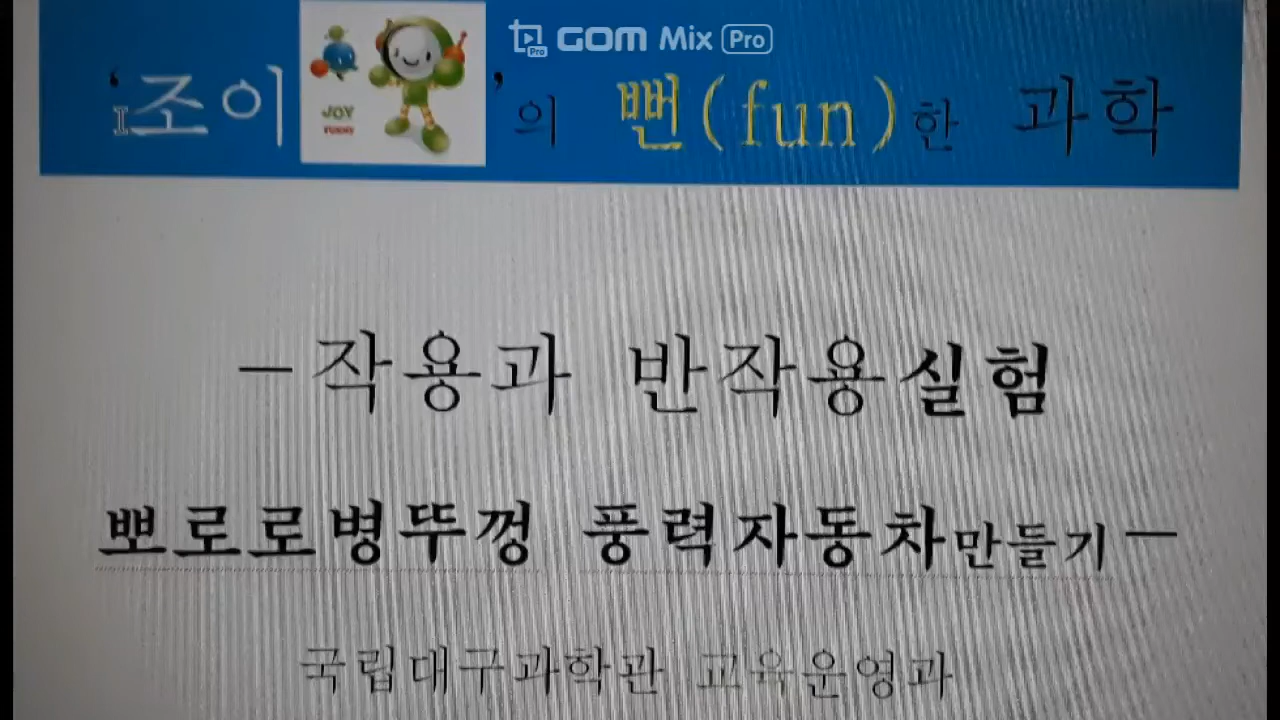 GOM Mix Pro
'조이 JOY FUNNY '의 뻔(fun)한 과학
-작용과 반작용실험
뽀로로병뚜껑 풍력자동차만들기-
국립대구과학관 교육운영과